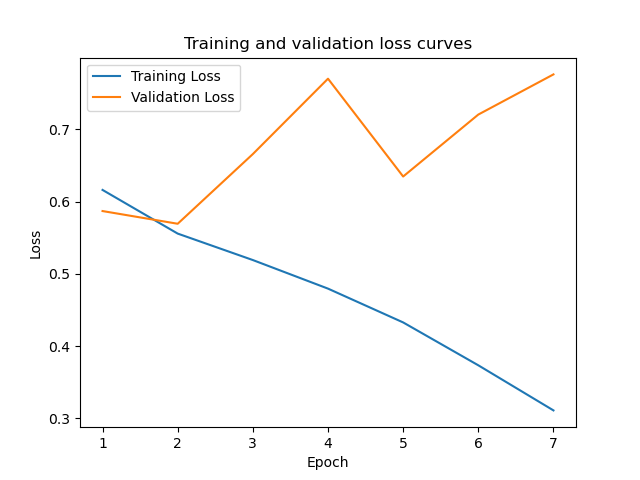 Training and validation loss curves
Training Loss
Validation Loss
0.7
0.6
0.5
0.4
0.3
Loss
1 2 3 4 5 6 7
Epoch